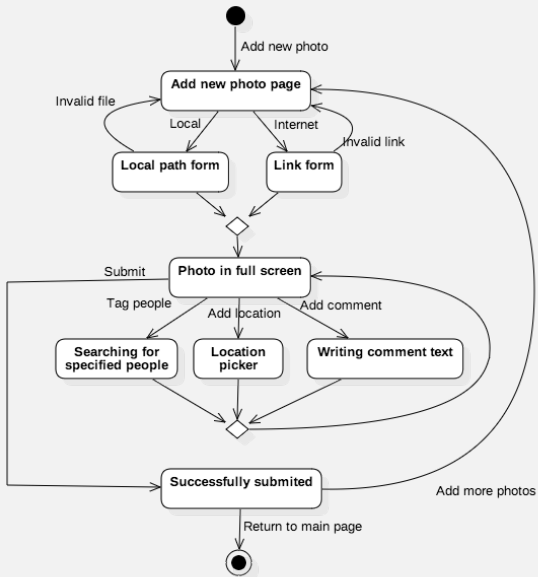 Add new photo
Add new photo page
Invalid file
Local
Internet
Invalid link
Local path form
Link form
Photo in full screen
Submit
Tag people
Add location
Add comment
Searching for
specified people
Location
picker
Writing comment text
Successfully submited
Add more photos
Return to main page